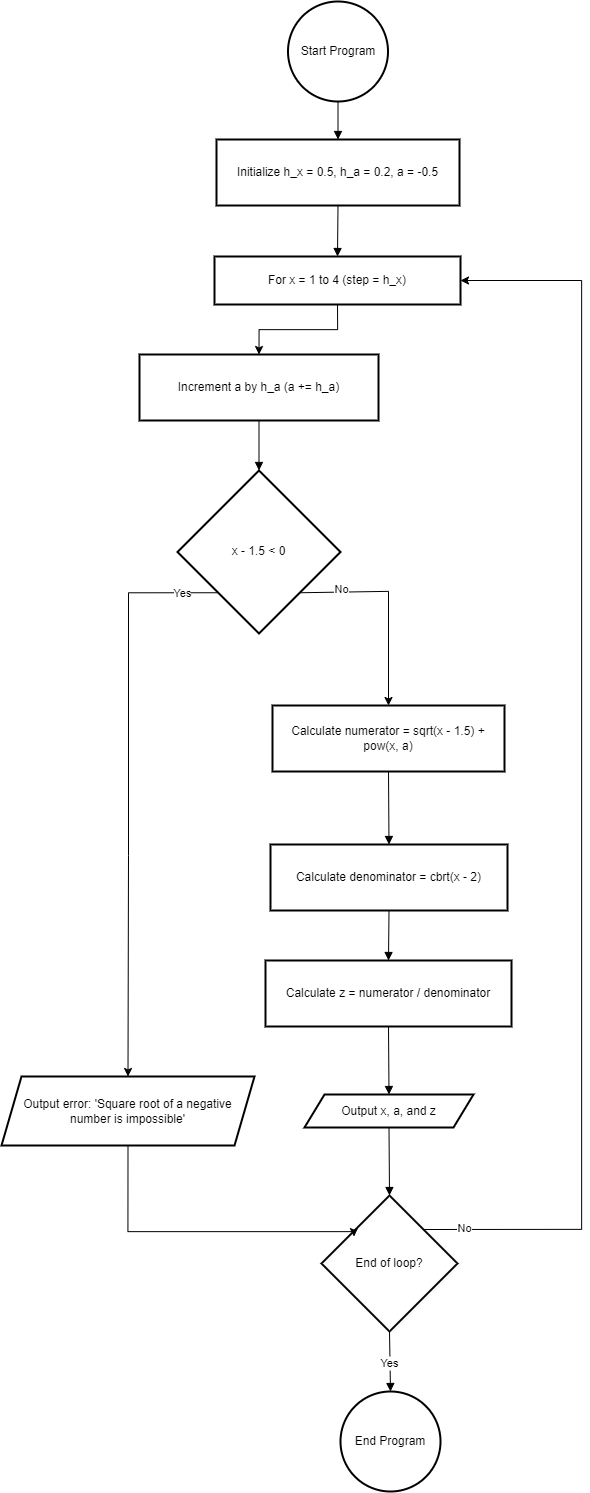 Start Program
Initialize h_x = 0.5, h_a = 0.2, a = -0.5
For x = 1 to 4 (step = h_x)
Increment a by h_a (a += h_a)
x - 1.5 < 0
Yes
No
Calculate numerator = sqrt(x - 1.5) +
pow(x, a)
Calculate denominator = cbrt(x - 2)
Calculate z = numerator / denominator
Output error: 'Square root of a negative
number is impossible'
Output x, a, and z
End of loop?
No
Yes
End Program